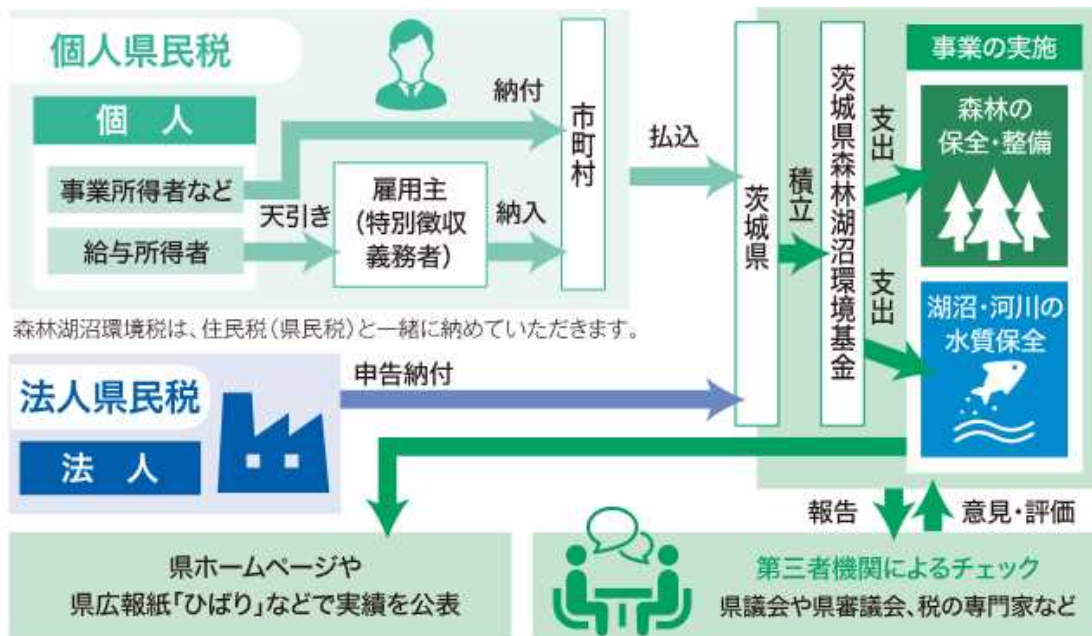 個人県民税
個人
事業所得者など
給与所得者
納付
天引き
雇用主
(特別徴収
義務者)
納入
市町村
払込
茨城県
積立
茨城県森林湖沼環境基金
支出
支出
事業の実施
森林の
保全・整備
湖沼・河川の
水質保全
森林湖沼環境税は、住民税(県民税)と一緒に納めていただきます。
法人県民税
法人
申告納付
報告
意見・評価
県ホームページや
県広報紙「ひばり」などで実績を公表
第三者機関によるチェック
県議会や県審議会、税の専門家など